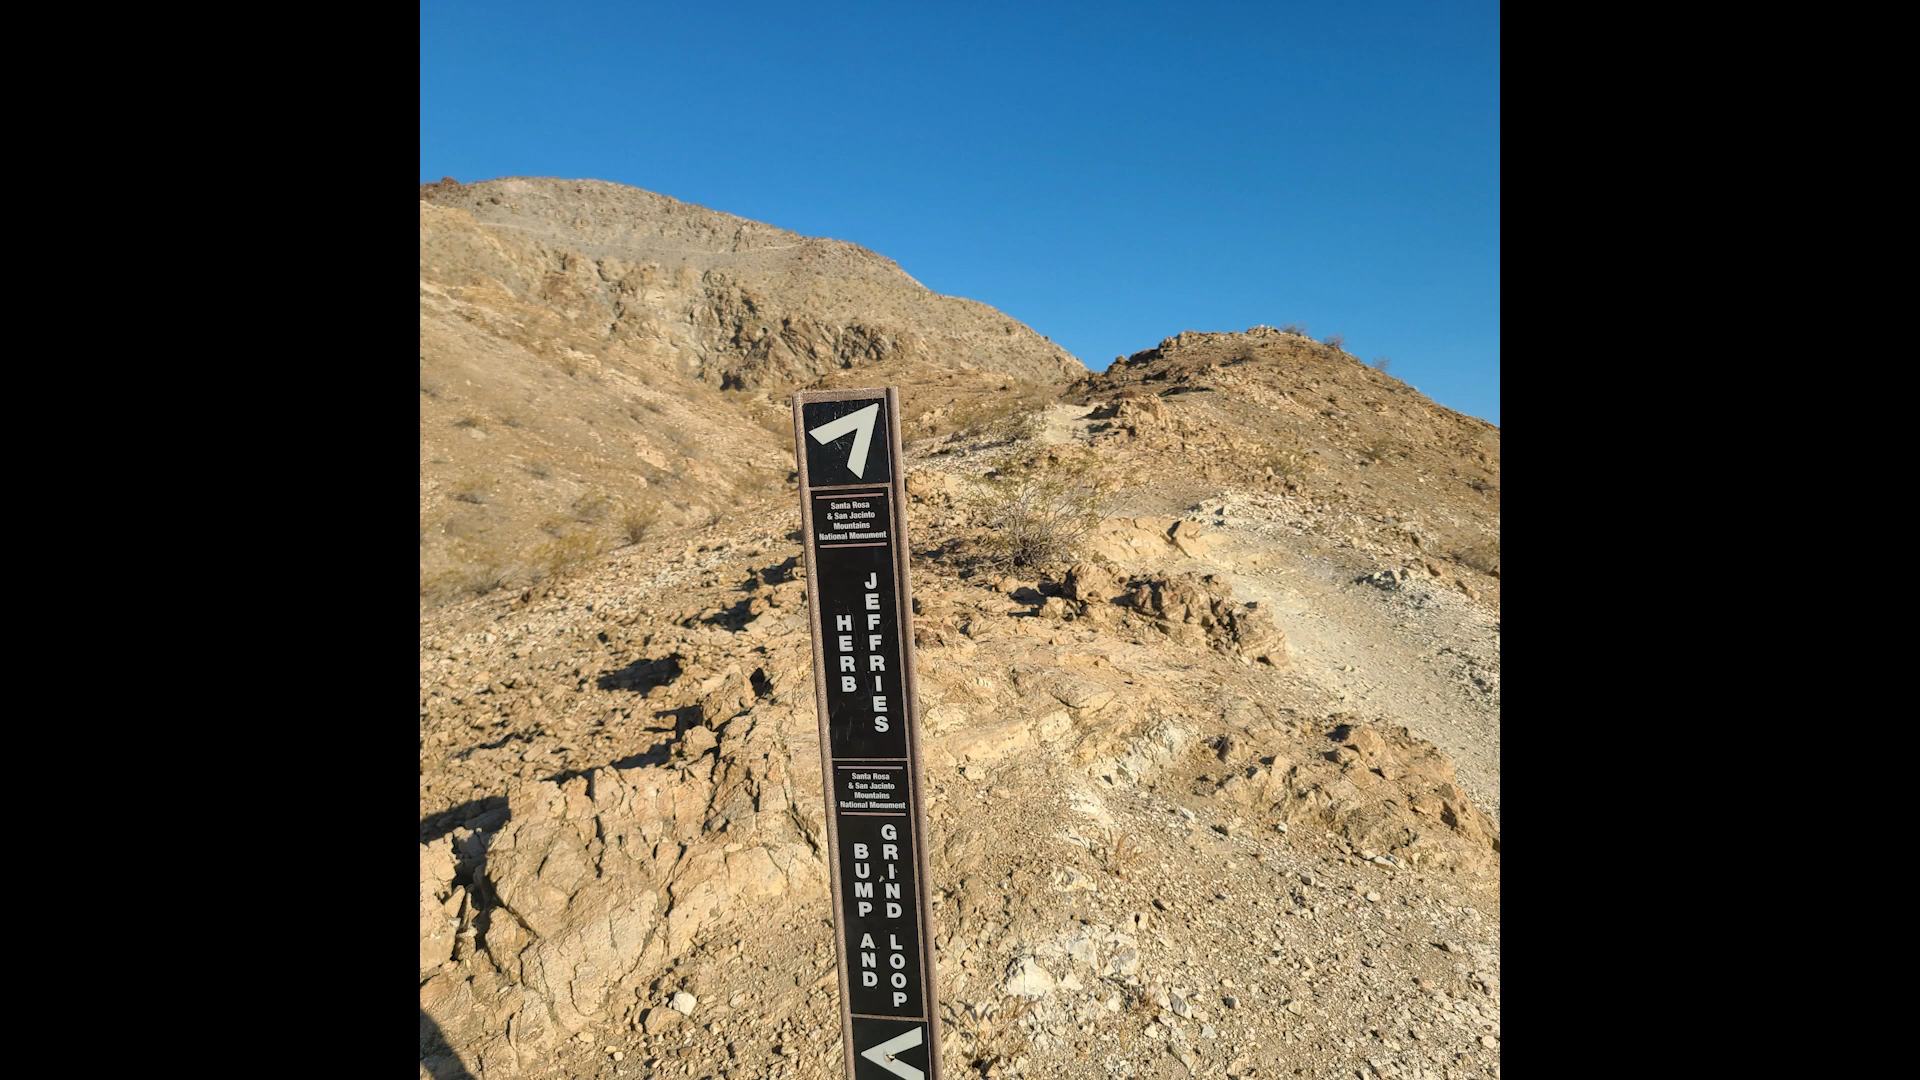 Santa Rosa
& San Jacinto
Mountains
National Monument
HERB
JEFFRIES
Santa Rosa
& San Jacinto
Mountains
National Monument
BUMP AND
GRIND LOOP